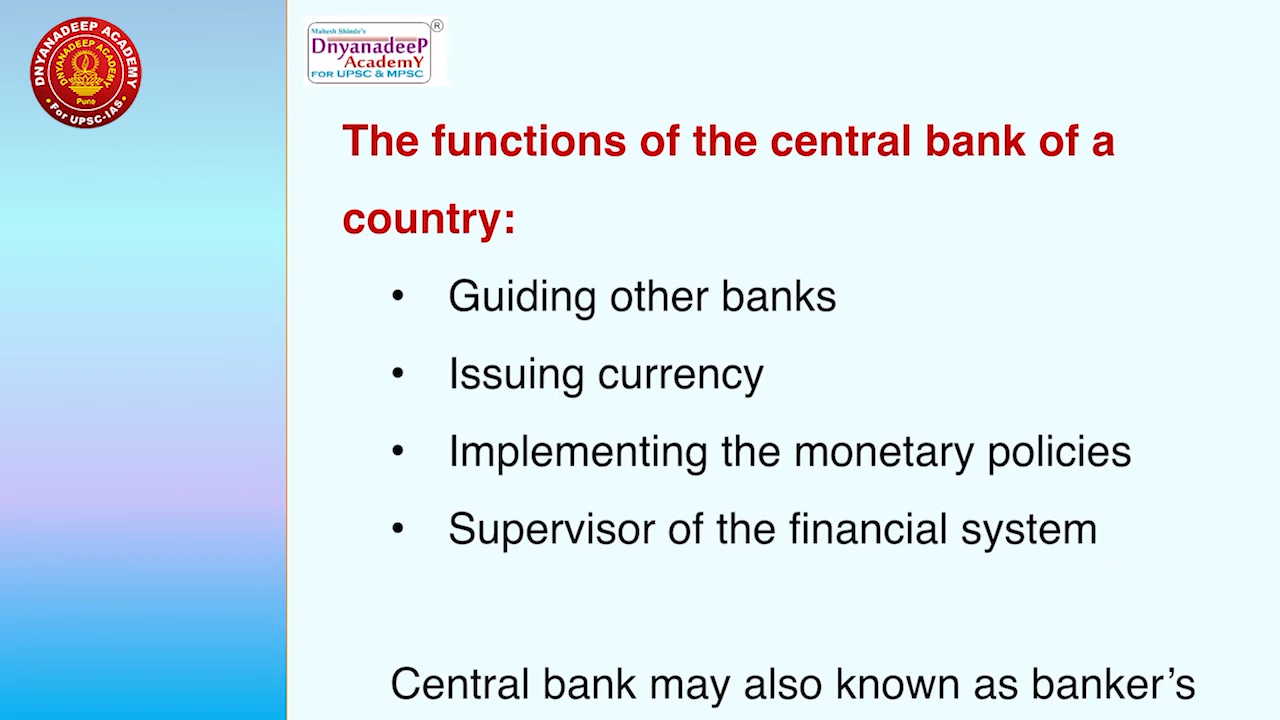 DNYANADEEP ACADEMY
DNYANADEEP ACADEMY
Pune
• For UPSC-IAS •
Mahesh Shinde's
DnyanadeeP
AcademY
FOR UPSC & MPSC
®
The functions of the central bank of a
country:
• Guiding other banks
• Issuing currency
• Implementing the monetary policies
• Supervisor of the financial system
Central bank may also known as banker’s